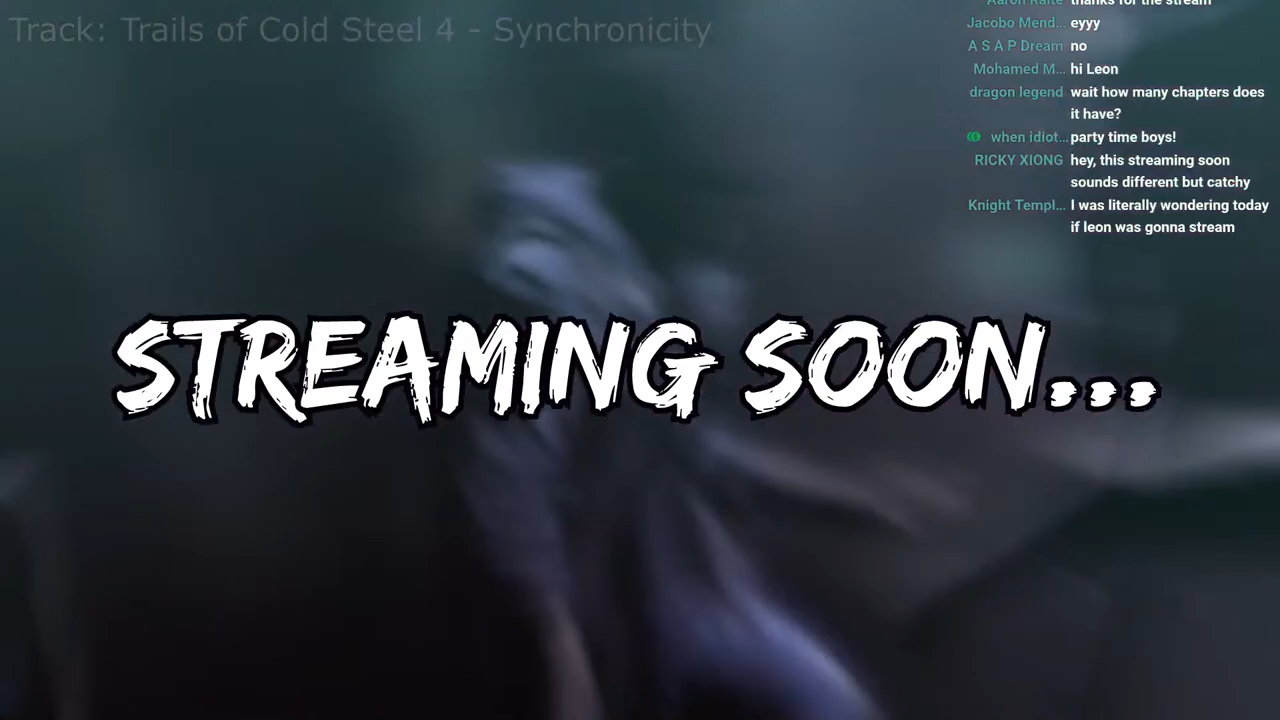 Track: Trails of Cold Steel 4 - Synchronicity
thanks for the stream
Jacobo Mend... eyyy
A S A P Dream no
Mohamed M... hi Leon
dragon legend wait how many chapters does
it have?
when idiot... party time boys!
RICKY XIONG hey, this streaming soon
sounds different but catchy
Knight Templ... I was literally wondering today
if leon was gonna stream
STREAMING SOON...